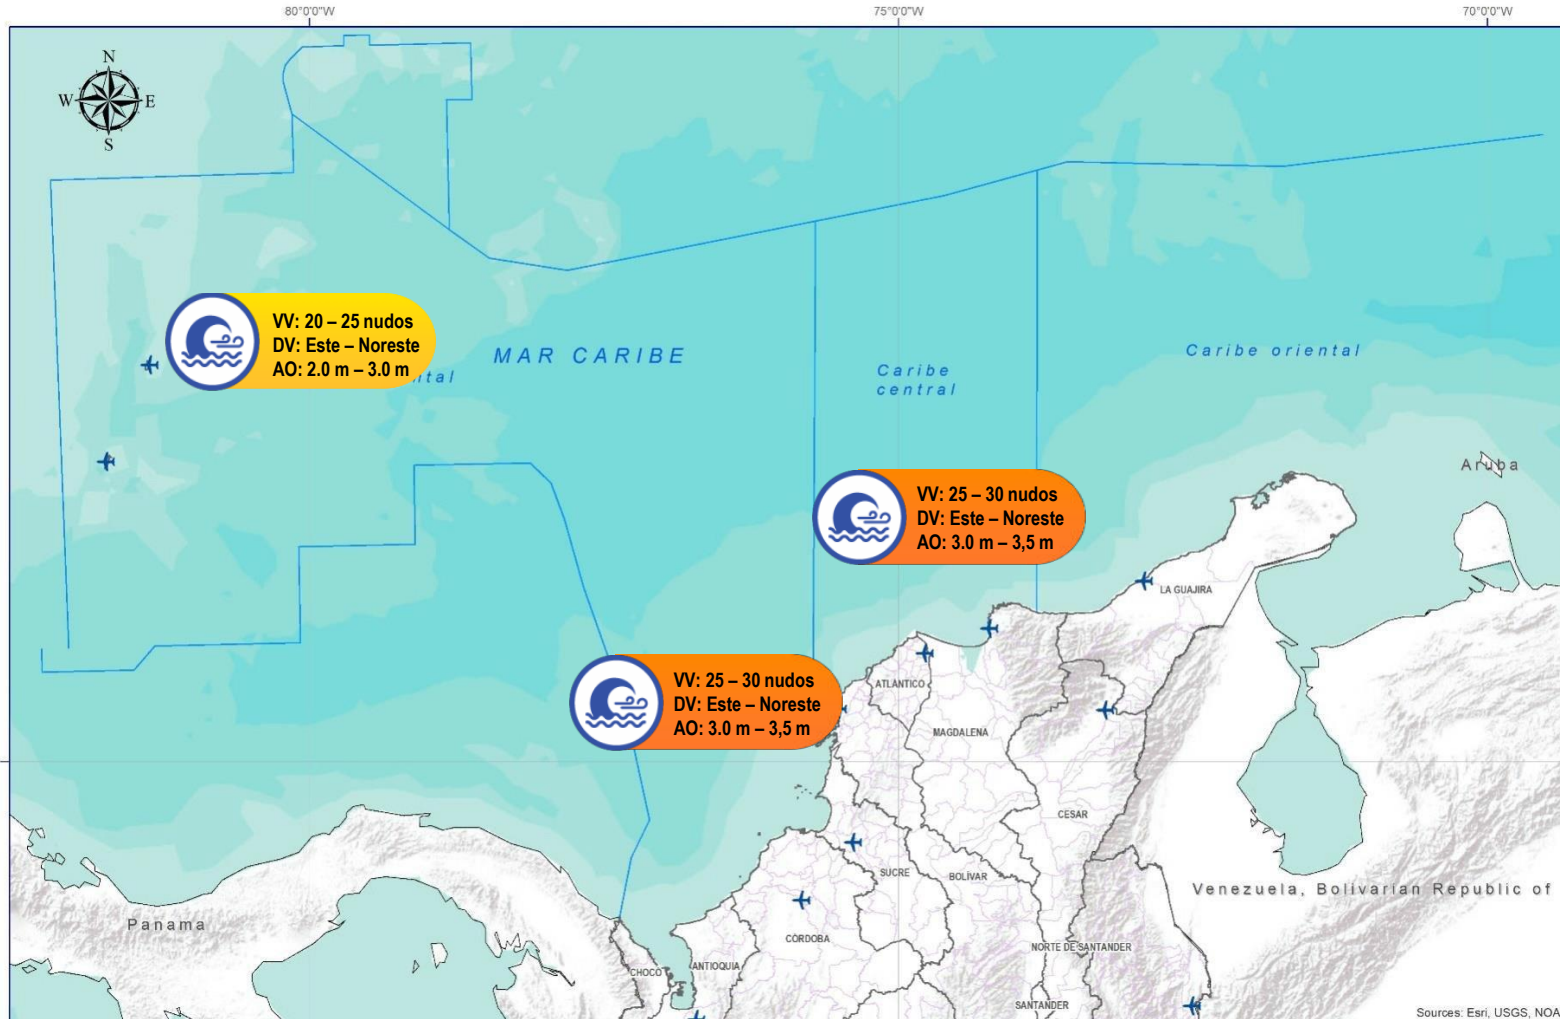 80°0'0"W
75°0'0"W
70°0'0"W
N
W
E
S
VV: 20 – 25 nudos
DV: Este – Noreste
AO: 2.0 m – 3.0 m
MAR CARIBE
Caribe
central
Caribe oriental
Aruba
VV: 25 – 30 nudos
DV: Este – Noreste
AO: 3.0 m – 3,5 m
LA GUAJIRA
VV: 25 – 30 nudos
DV: Este – Noreste
AO: 3.0 m – 3,5 m
ATLANTICO
MAGDALENA
CESAR
SUCRE
BOLÍVAR
Venezuela, Bolivarian Republic of
Panama
CÓRDOBA
NORTE DE SANTANDER
CHOCO
ANTIOQUIA
SANTANDER
Sources: Esri, USGS, NOA